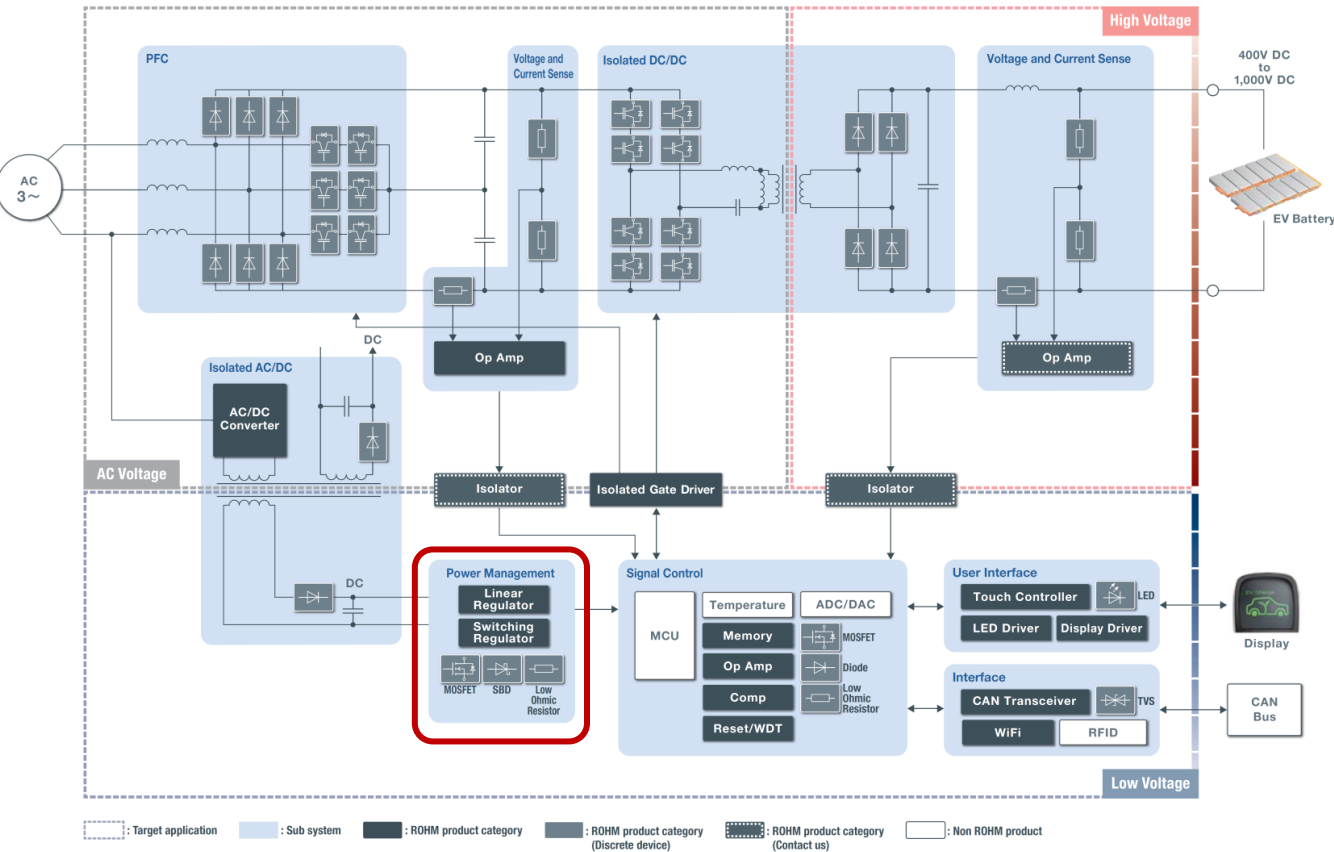 High Voltage
PFC
Voltage and
Current Sense
Isolated DC/DC
Voltage and Current Sense
400V DC
to
1,000V DC
AC
3～
EV Battery
Op Amp
Op Amp
DC
Isolated AC/DC
AC/DC
Converter
AC Voltage
Isolator
Isolated Gate Driver
Isolator
DC
Power Management
Linear
Regulator
Switching
Regulator
MOSFET
SBD
Low
Ohmic
Resistor
Signal Control
MCU
Temperature
ADC/DAC
Memory
MOSFET
Op Amp
Diode
Comp
Low
Ohmic
Resistor
Reset/WDT
User Interface
Touch Controller
LED
LED Driver
Display Driver
Display
Interface
CAN Transceiver
TVS
WiFi
RFID
CAN
Bus
Low Voltage
: Target application
: Sub system
: ROHM product category
: ROHM product category
(Discrete device)
: ROHM product category
(Contact us)
: Non ROHM product